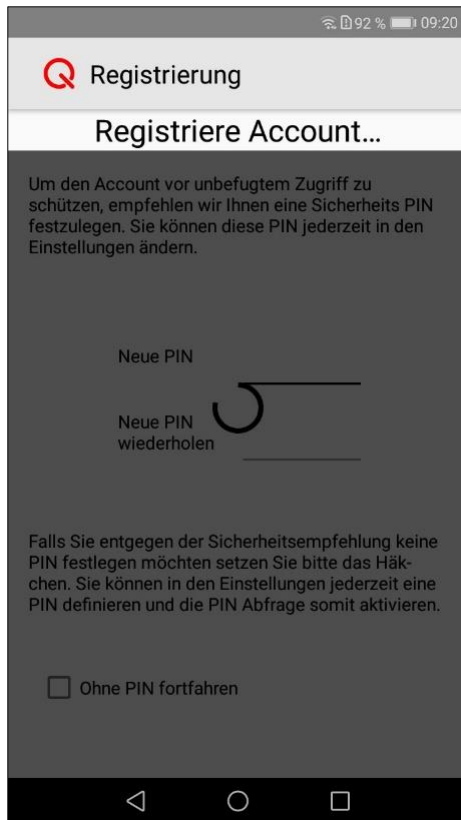 92 % 09:20
Registrierung
Registriere Account...
Um den Account vor unbefugtem Zugriff zu
schützen, empfehlen wir Ihnen eine Sicherheits PIN
festzulegen. Sie können diese PIN jederzeit in den
Einstellungen ändern.
Neue PIN
Neue PIN
wiederholen
Falls Sie entgegen der Sicherheitsempfehlung keine
PIN festlegen möchten setzen Sie bitte das Häk-
chen. Sie können in den Einstellungen jederzeit eine
PIN definieren und die PIN Abfrage somit aktivieren.
Ohne PIN fortfahren